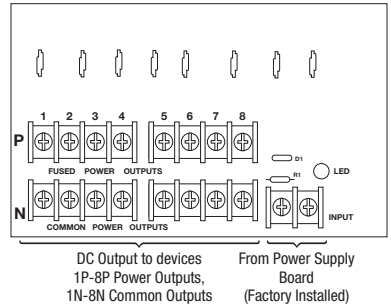 1 2 3 4 5 6 7 8
P
D1
FUSED POWER OUTPUTS
R1
LED
N
INPUT
COMMON POWER OUTPUTS
DC Output to devices
1P-8P Power Outputs,
1N-8N Common Outputs
From Power Supply
Board
(Factory Installed)